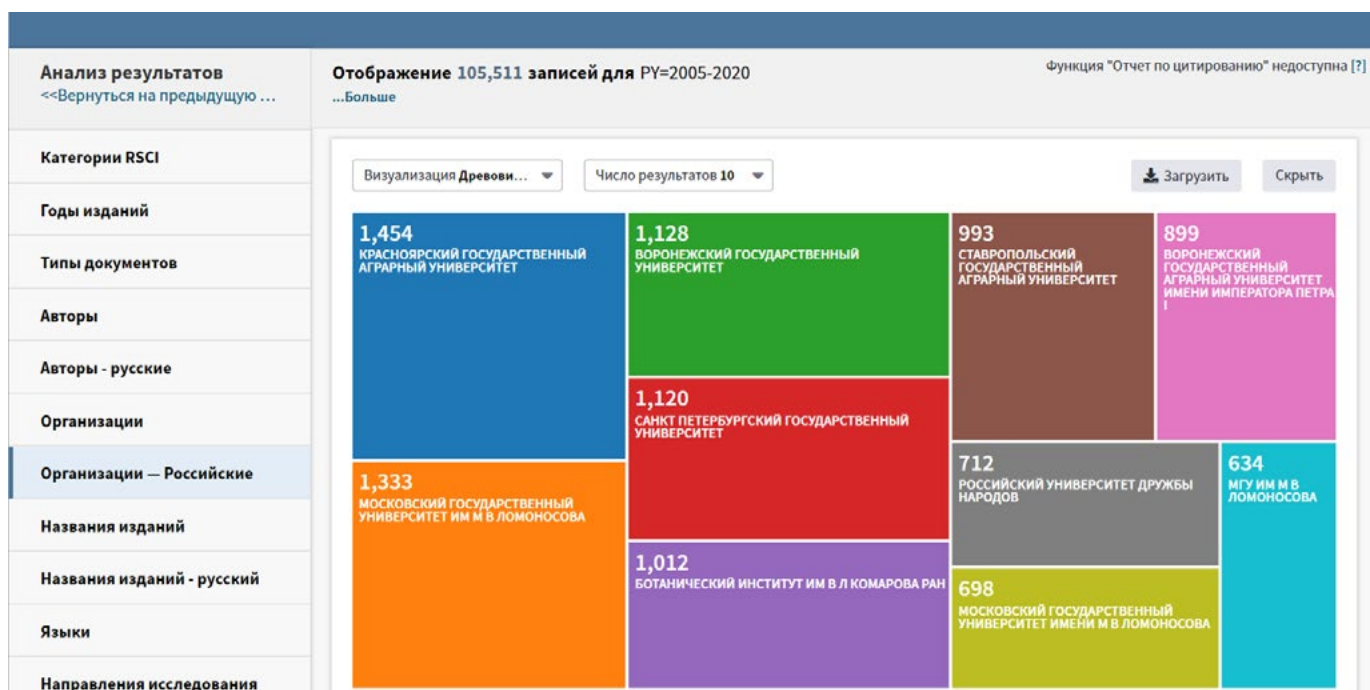 Анализ результатов
<<Вернуться на предыдущую ...
Отображение 105,511 записей для PY=2005-2020
...Больше
Функция "Отчет по цитированию" недоступна [?]
Категории RSCI
Годы изданий
Типы документов
Авторы
Авторы - русские
Организации
Организации — Российские
Названия изданий
Названия изданий - русский
Языки
Направления исследования
Визуализация Древови...
Число результатов 10
Загрузить
Скрыть
1,454
КРАСНОЯРСКИЙ ГОСУДАРСТВЕННЫЙ
АГРАРНЫЙ УНИВЕРСИТЕТ
1,333
МОСКОВСКИЙ ГОСУДАРСТВЕННЫЙ
УНИВЕРСИТЕТ ИМ М В ЛОМОНОСОВА
1,128
ВОРОНЕЖСКИЙ ГОСУДАРСТВЕННЫЙ
УНИВЕРСИТЕТ
1,120
САНКТ ПЕТЕРБУРГСКИЙ ГОСУДАРСТВЕННЫЙ
УНИВЕРСИТЕТ
1,012
БОТАНИЧЕСКИЙ ИНСТИТУТ ИМ В Л КОМАРОВА РАН
993
СТАВРОПОЛЬСКИЙ
ГОСУДАРСТВЕННЫЙ
АГРАРНЫЙ УНИВЕРСИТЕТ
899
ВОРОНЕЖСКИЙ
ГОСУДАРСТВЕННЫЙ
АГРАРНЫЙ УНИВЕРСИТЕТ
ИМЕНИ ИМПЕРАТОРА ПЕТРА
I
712
РОССИЙСКИЙ УНИВЕРСИТЕТ ДРУЖБЫ
НАРОДОВ
698
МОСКОВСКИЙ ГОСУДАРСТВЕННЫЙ
УНИВЕРСИТЕТ ИМЕНИ М В ЛОМОНОСОВА
634
МГУ ИМ М В
ЛОМОНОСОВА